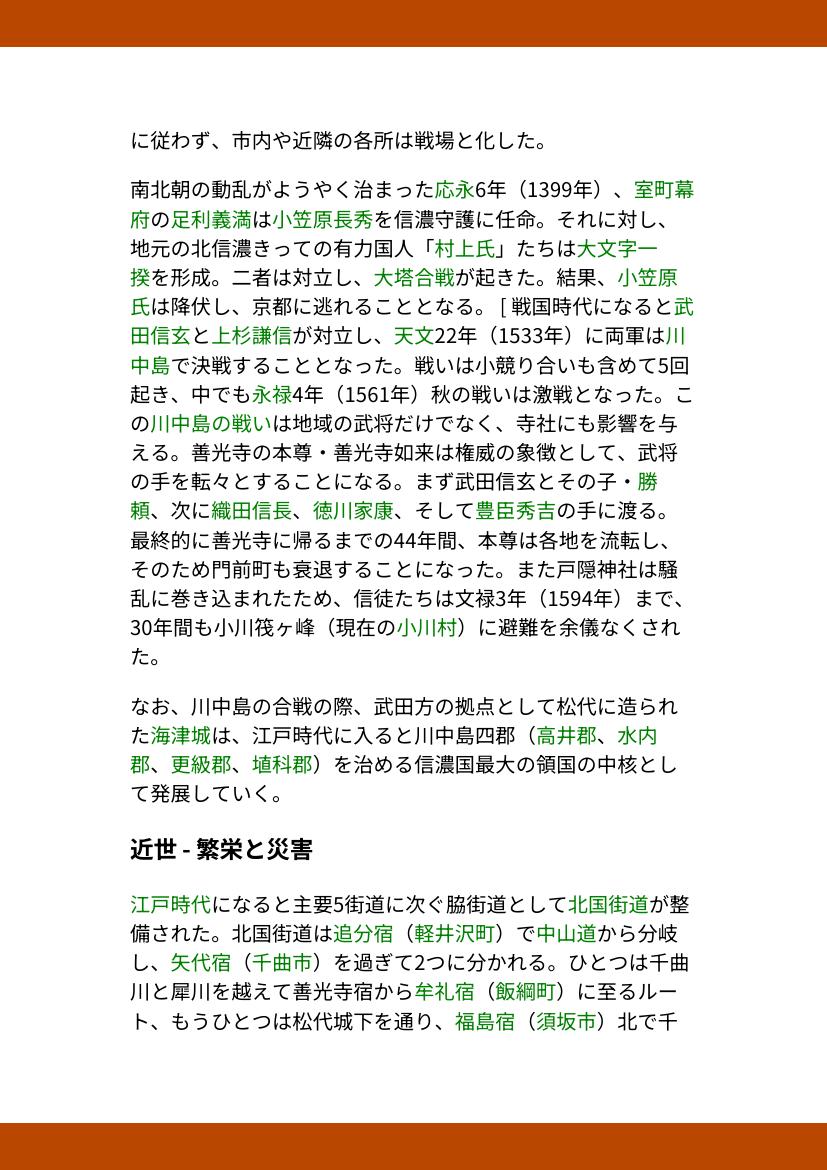 に従わず、市内や近隣の各所は戦場と化した。
南北朝の動乱がようやく治まった応永6年（1399年）、室町幕
府の足利義満は小笠原長秀を信濃守護に任命。それに対し、
地元の北信濃きっての有力国人「村上氏」たちは大文字一
揆を形成。二者は対立し、大塔合戦が起きた。結果、小笠原
氏は降伏し、京都に逃れることとなる。 [ 戦国時代になると武
田信玄と上杉謙信が対立し、天文22年（1533年）に両軍は川
中島で決戦することとなった。戦いは小競り合いも含めて5回
起き、中でも永禄4年（1561年）秋の戦いは激戦となった。こ
の川中島の戦いは地域の武将だけでなく、寺社にも影響を与
える。善光寺の本尊・善光寺如来は権威の象徴として、武将
の手を転々とすることになる。まず武田信玄とその子・勝
頼、次に織田信長、徳川家康、そして豊臣秀吉の手に渡る。
最終的に善光寺に帰るまでの44年間、本尊は各地を流転し、
そのため門前町も衰退することになった。また戸隠神社は騒
乱に巻き込まれたため、信徒たちは文禄3年（1594年）まで、
30年間も小川筏ヶ峰（現在の小川村）に避難を余儀なくされ
た。
なお、川中島の合戦の際、武田方の拠点として松代に造られ
た海津城は、江戸時代に入ると川中島四郡（高井郡、水内
郡、更級郡、埴科郡）を治める信濃国最大の領国の中核とし
て発展していく。
近世 - 繁栄と災害
江戸時代になると主要5街道に次ぐ脇街道として北国街道が整
備された。北国街道は追分宿（軽井沢町）で中山道から分岐
し、矢代宿（千曲市）を過ぎて2つに分かれる。ひとつは千曲
川と犀川を越えて善光寺宿から牟礼宿（飯綱町）に至るルー
ト、もうひとつは松代城下を通り、福島宿（須坂市）北で千